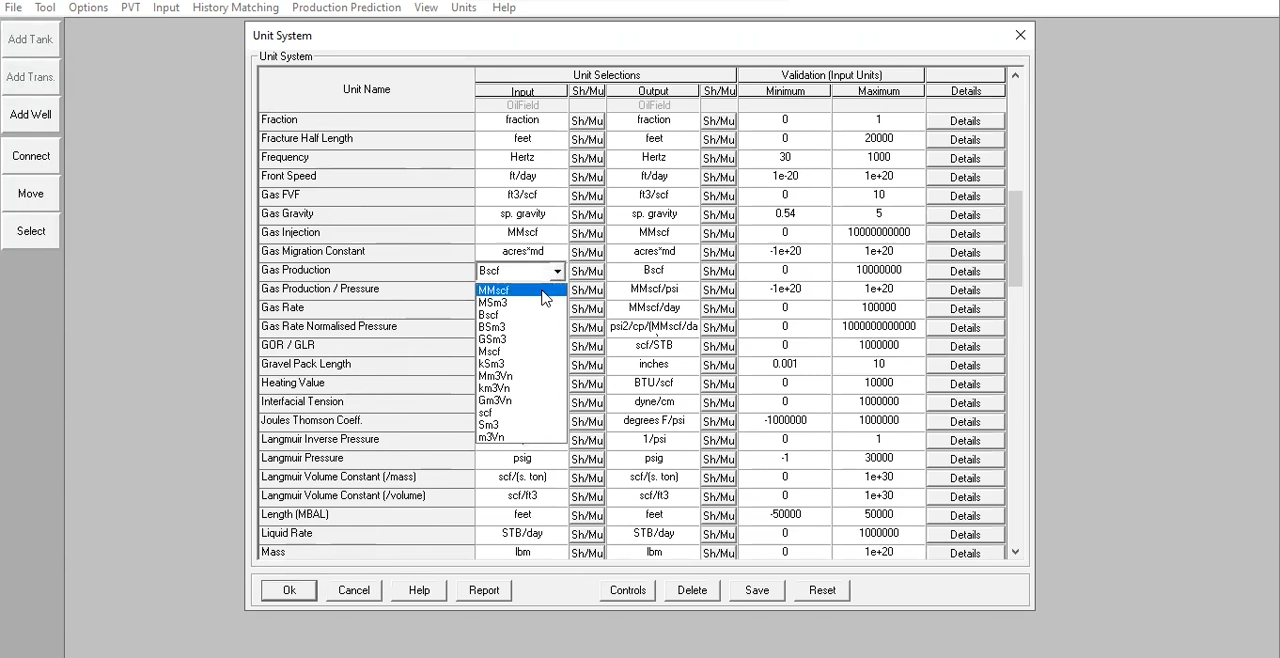 File Tool Options PVT Input History Matching Production Prediction View Units Help
Add Tank
Add Trans.
Add Well
Connect
Move
Select
Unit System
Unit System
Unit Name Unit Selections Validation (Input Units)
Input Sh/Mu Output Sh/Mu Minimum Maximum Details
OilField OilField
Fraction fraction Sh/Mu fraction Sh/Mu 0 1 Details
Fracture Half Length feet Sh/Mu feet Sh/Mu 0 20000 Details
Frequency Hertz Sh/Mu Hertz Sh/Mu 30 1000 Details
Front Speed ft/day Sh/Mu ft/day Sh/Mu 1e-20 1e+20 Details
Gas FVF ft3/scf Sh/Mu ft3/scf Sh/Mu 0 10 Details
Gas Gravity sp. gravity Sh/Mu sp. gravity Sh/Mu 0.54 5 Details
Gas Injection MMscf Sh/Mu MMscf Sh/Mu 0 10000000000 Details
Gas Migration Constant acres*md Sh/Mu acres*md Sh/Mu -1e+20 1e+20 Details
Gas Production Bscf Sh/Mu Bscf Sh/Mu 0 10000000 Details
Gas Production / Pressure MMscf Sh/Mu MMscf/psi Sh/Mu -1e+20 1e+20 Details
MSm3
Gas Rate Bscf Sh/Mu MMscf/day Sh/Mu 0 100000 Details
Gas Rate Normalised Pressure BSm3 Sh/Mu psi2/cp/(MMscf/da Sh/Mu 0 1000000000000 Details
GSm3
GOR / GLR Mscf Sh/Mu scf/STB Sh/Mu 0 1000000 Details
Gravel Pack Length kSm3 Sh/Mu inches Sh/Mu 0.001 10 Details
Mm3Vn
Heating Value km3Vn Sh/Mu BTU/scf Sh/Mu 0 10000 Details
Interfacial Tension Gm3Vn Sh/Mu dyne/cm Sh/Mu 0 1000000 Details
scf
Joules Thomson Coeff. Sm3 Sh/Mu degrees F/psi Sh/Mu -1000000 1000000 Details
Langmuir Inverse Pressure m3Vn Sh/Mu 1/psi Sh/Mu 0 1 Details
Langmuir Pressure psig Sh/Mu psig Sh/Mu -1 30000 Details
Langmuir Volume Constant (/mass) scf/(s. ton) Sh/Mu scf/(s. ton) Sh/Mu 0 1e+30 Details
Langmuir Volume Constant (/volume) scf/ft3 Sh/Mu scf/ft3 Sh/Mu 0 1e+30 Details
Length (MBAL) feet Sh/Mu feet Sh/Mu -50000 50000 Details
Liquid Rate STB/day Sh/Mu STB/day Sh/Mu 0 1000000 Details
Mass lbm Sh/Mu lbm Sh/Mu 0 1e+20 Details
Ok Cancel Help Report Controls Delete Save Reset